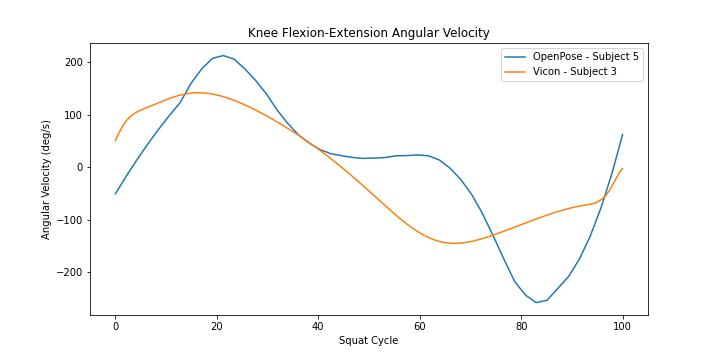 Knee Flexion-Extension Angular Velocity
OpenPose - Subject 5
Vicon - Subject 3
Angular Velocity (deg/s)
200
100
0
−100
−200
0 20 40 60 80 100
Squat Cycle